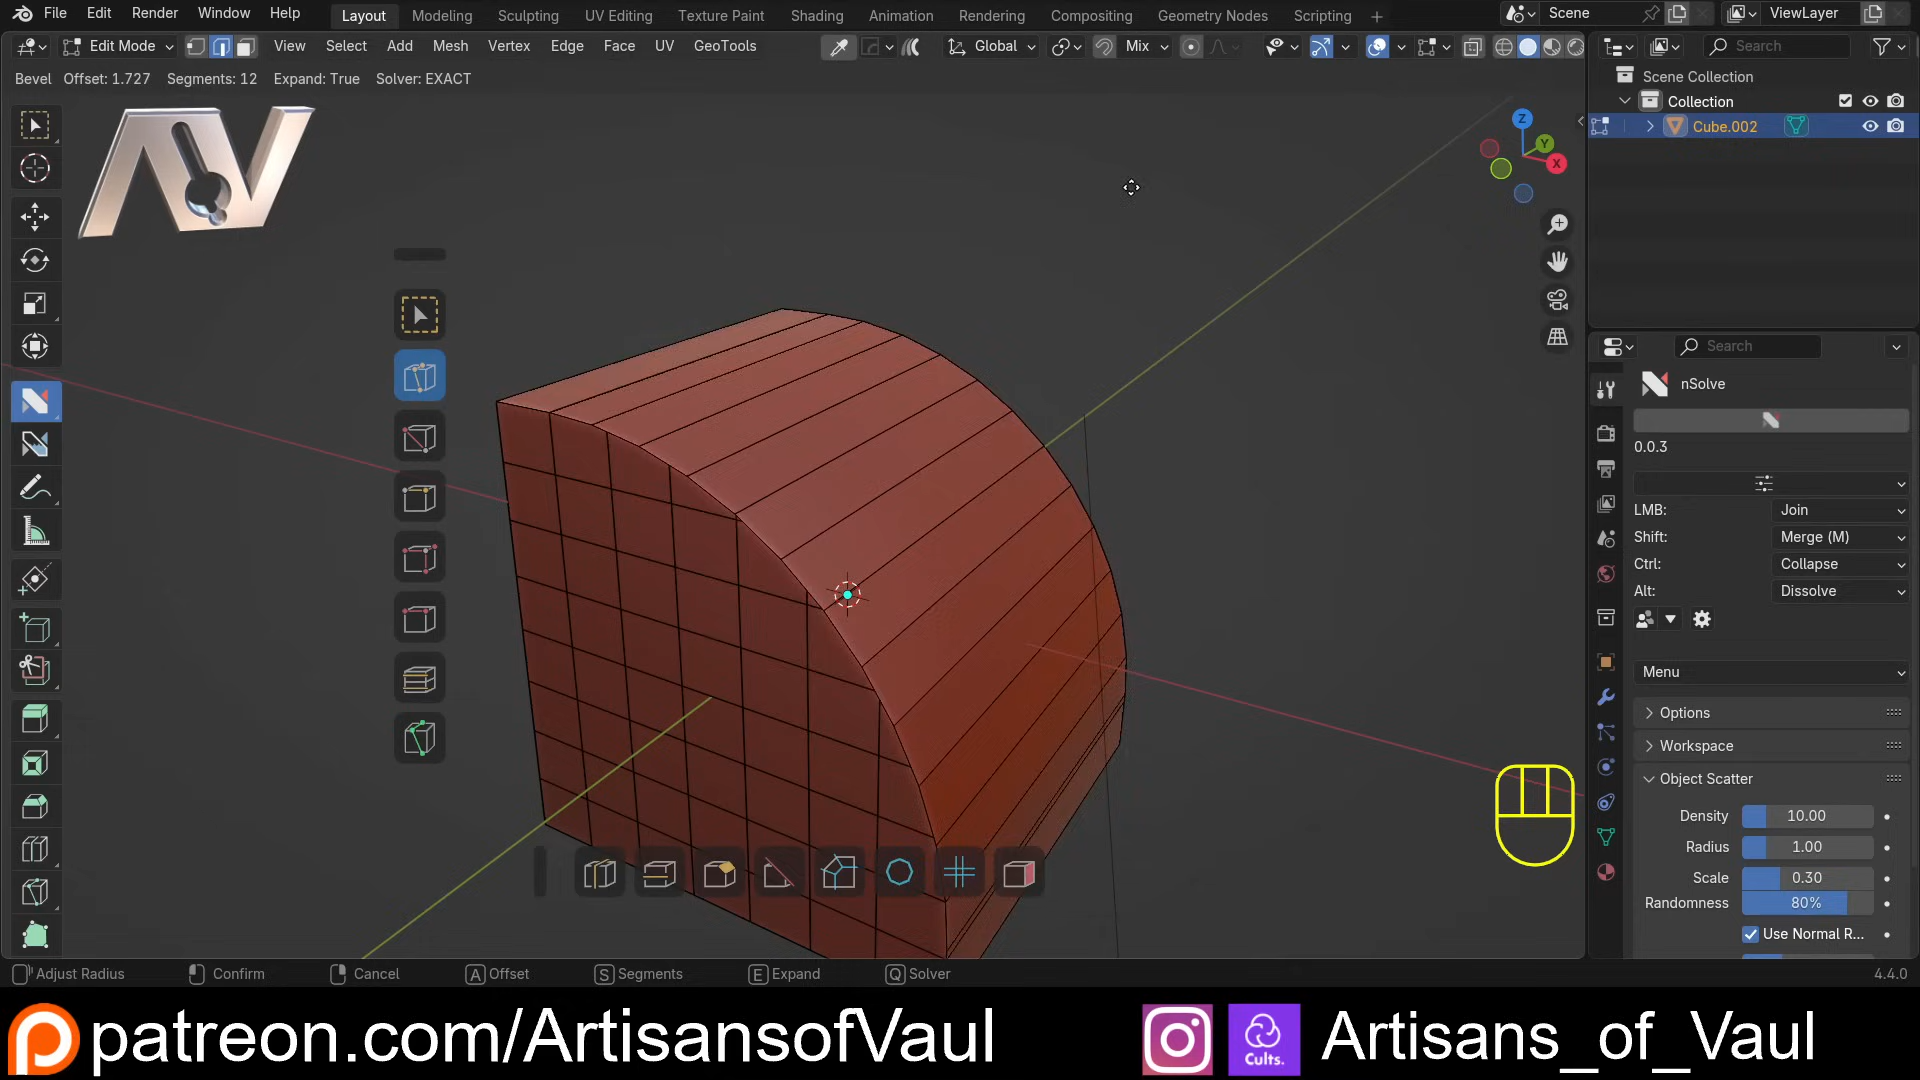 File Edit Render Window Help Layout Modeling Sculpting UV Editing Texture Paint Shading Animation Rendering Compositing Geometry Nodes Scripting + Scene ViewLayer
Edit Mode View Select Add Mesh Vertex Edge Face UV GeoTools Global Mix Search
Bevel Offset: 1.727 Segments: 12 Expand: True Solver: EXACT
Scene Collection
Collection
Cube.002
AV
Z
Y
X
Search
nSolve
0.0.3
LMB: Join
Shift: Merge (M)
Ctrl: Collapse
Alt: Dissolve
Menu
Options
Workspace
Object Scatter
Density 10.00
Radius 1.00
Scale 0.30
Randomness 80%
Use Normal R...
Adjust Radius Confirm Cancel A Offset S Segments E Expand Q Solver 4.4.0
patreon.com/ArtisansofVaul Cults. Artisans_of_Vaul